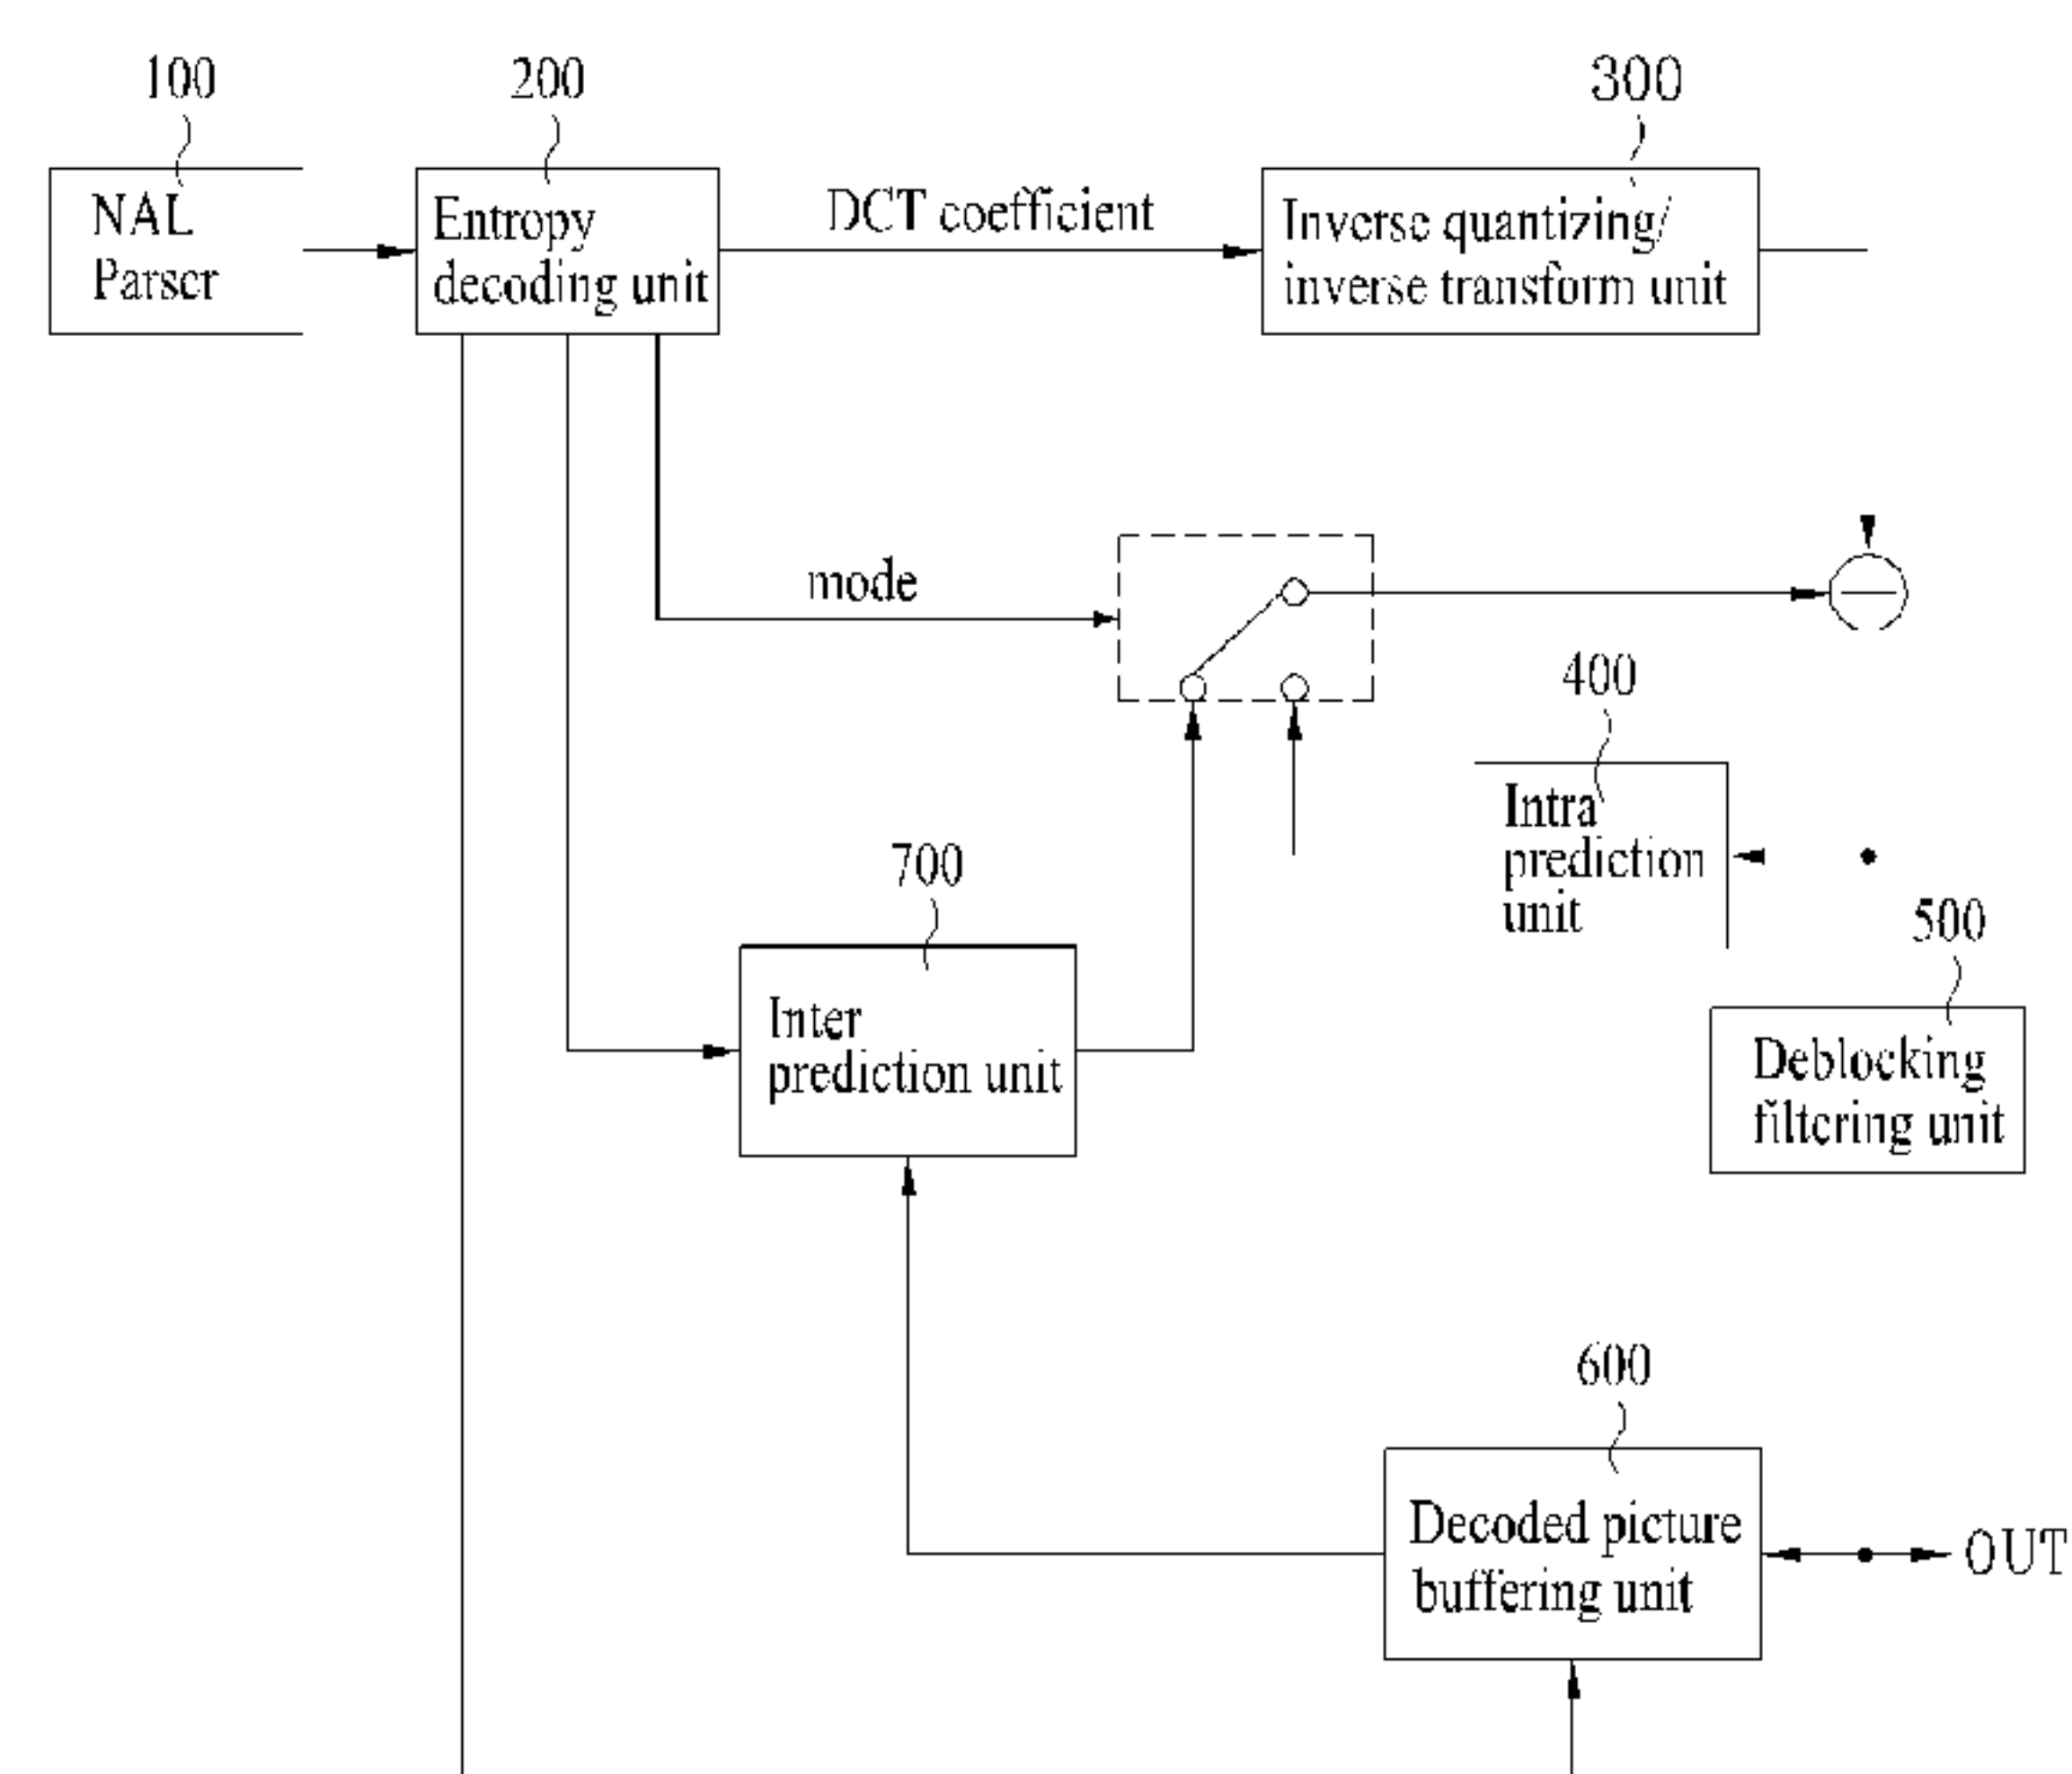 100
200
300
NAL
Parser
Entropy
decoding unit
DCT coefficient
Inverse quantizing/
inverse transform unit
mode
400
Intra
prediction
unit
700
500
Inter
prediction unit
Deblocking
filtering unit
600
Decoded picture
buffering unit
OUT